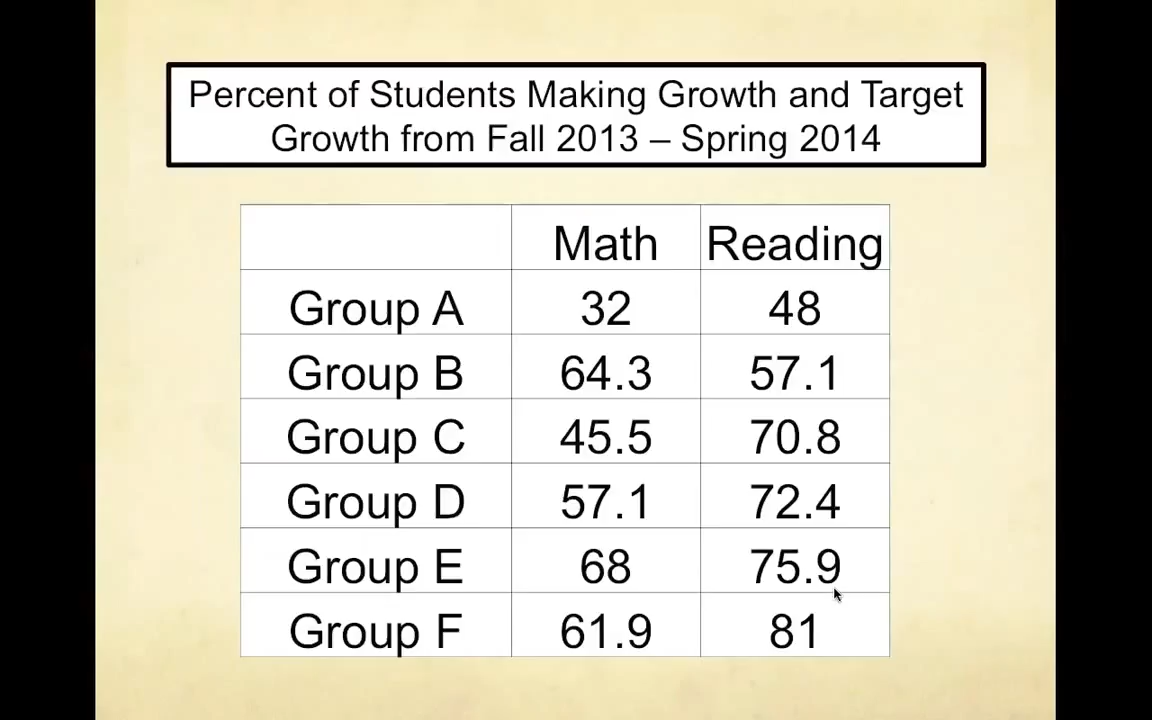 Percent of Students Making Growth and Target
Growth from Fall 2013 – Spring 2014
Math Reading
Group A 32 48
Group B 64.3 57.1
Group C 45.5 70.8
Group D 57.1 72.4
Group E 68 75.9
Group F 61.9 81